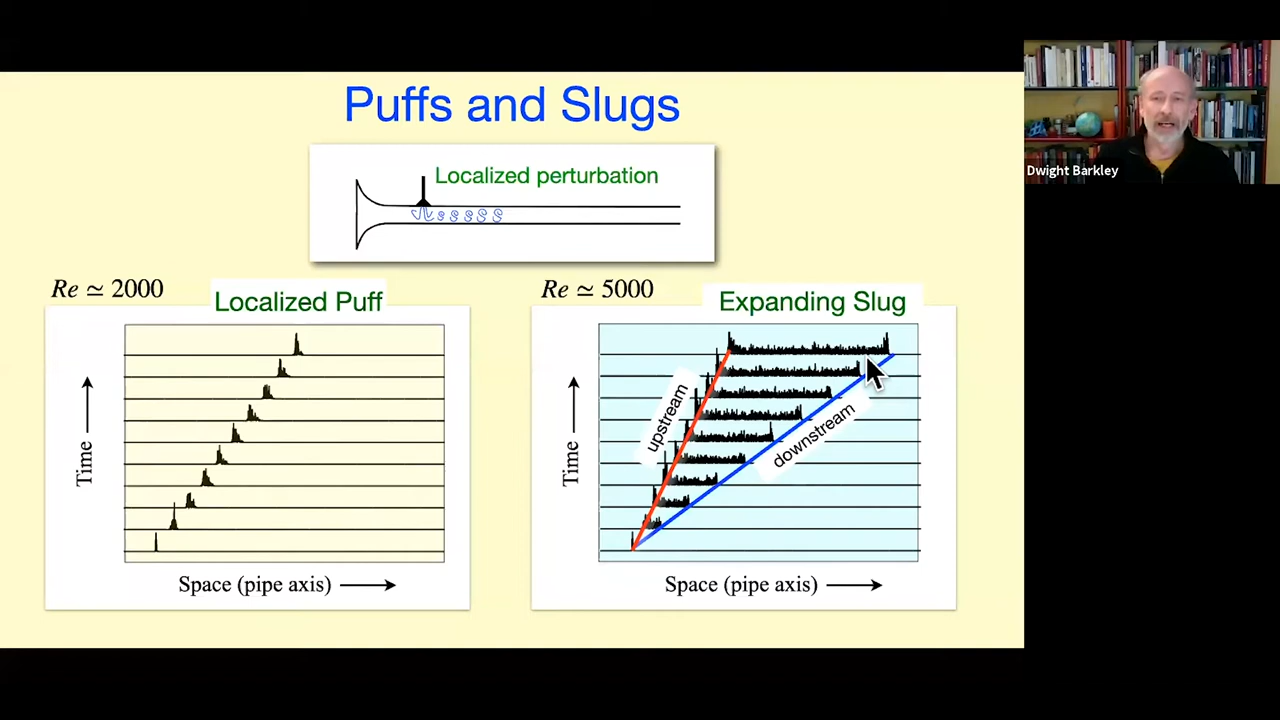 Puffs and Slugs
Localized perturbation
Dwight Barkley
Re ≃ 2000
Localized Puff
Time
Space (pipe axis)
Re ≃ 5000
Expanding Slug
upstream
downstream
Time
Space (pipe axis)